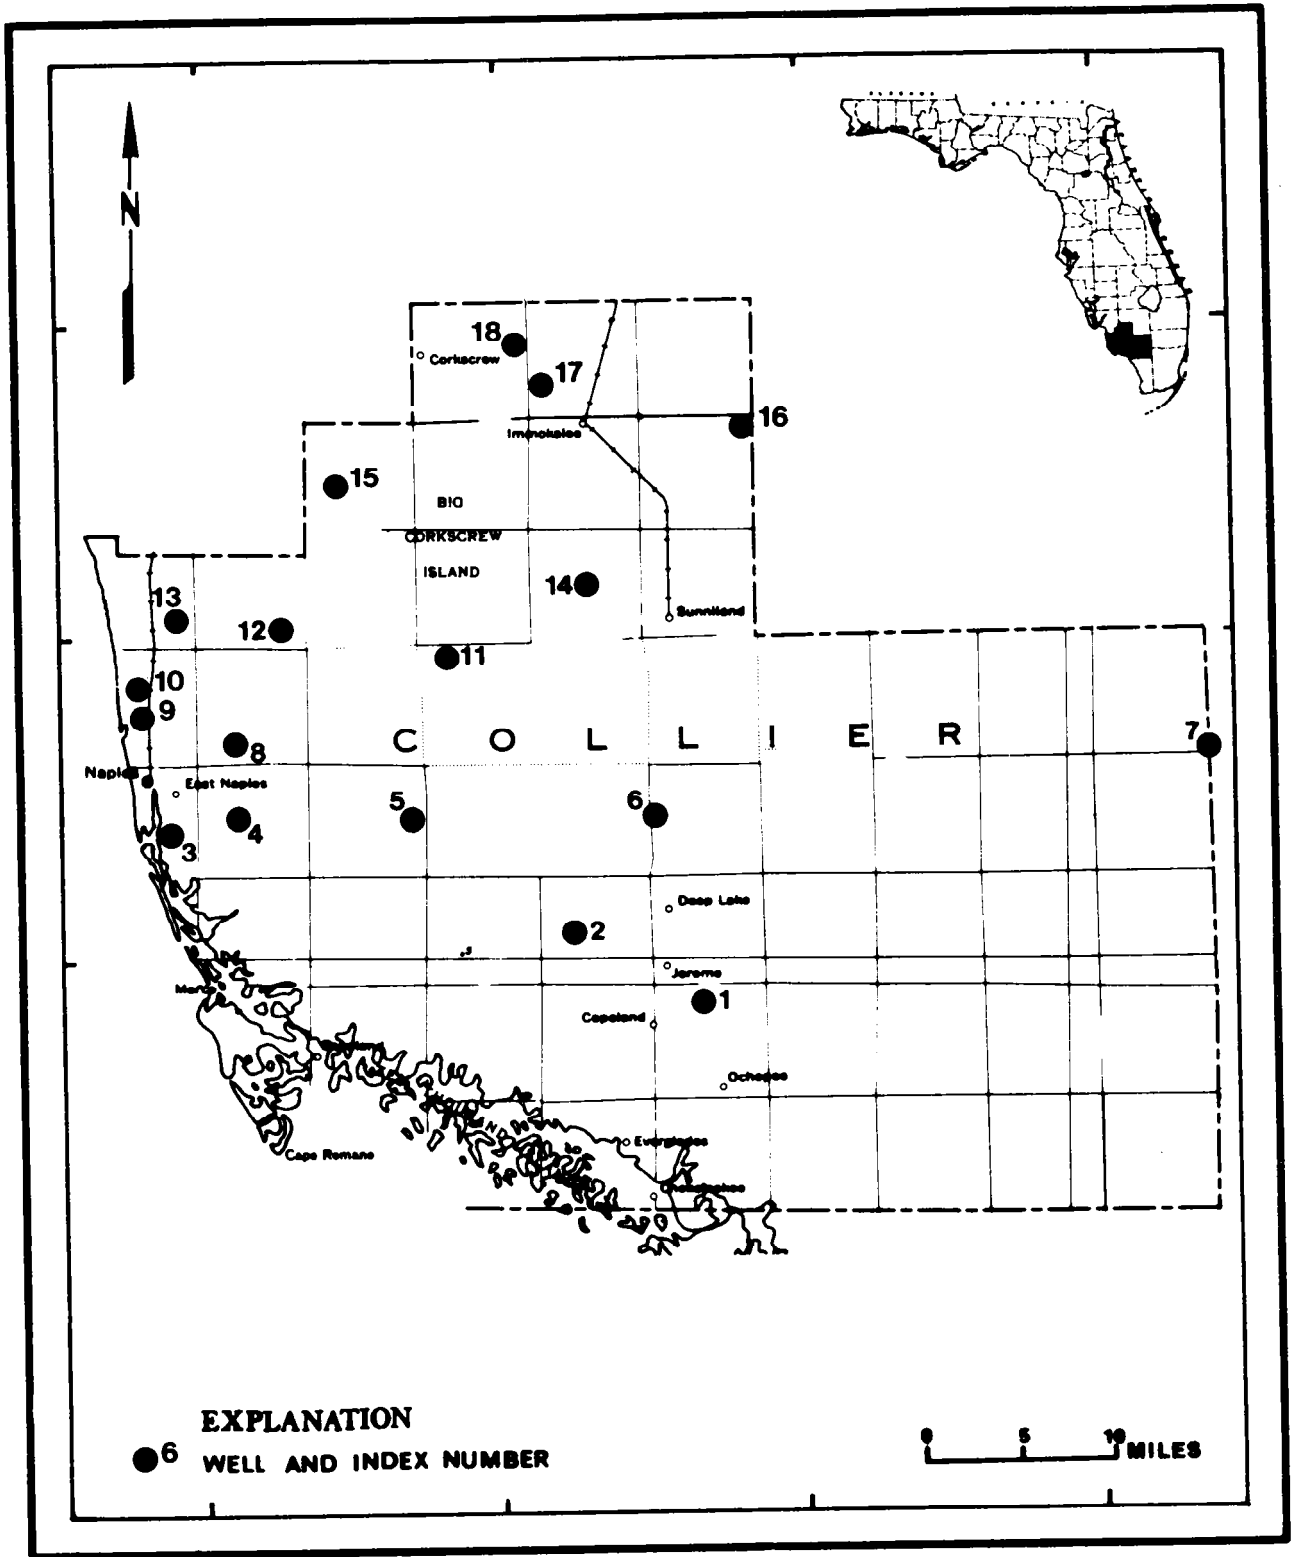 N
18
Corkscrew
17
16
Immokalee
15
BIG
CORKSCREW
ISLAND
14
Sunniland
13
12
11
10
9
8
7
C O L L I E R
Naples
East Naples
5
6
4
3
Deep Lake
2
Jerome
1
Copeland
Ochopee
Everglades
Cape Romano
Chokoloskee
EXPLANATION
6 WELL AND INDEX NUMBER
0 5 10 MILES